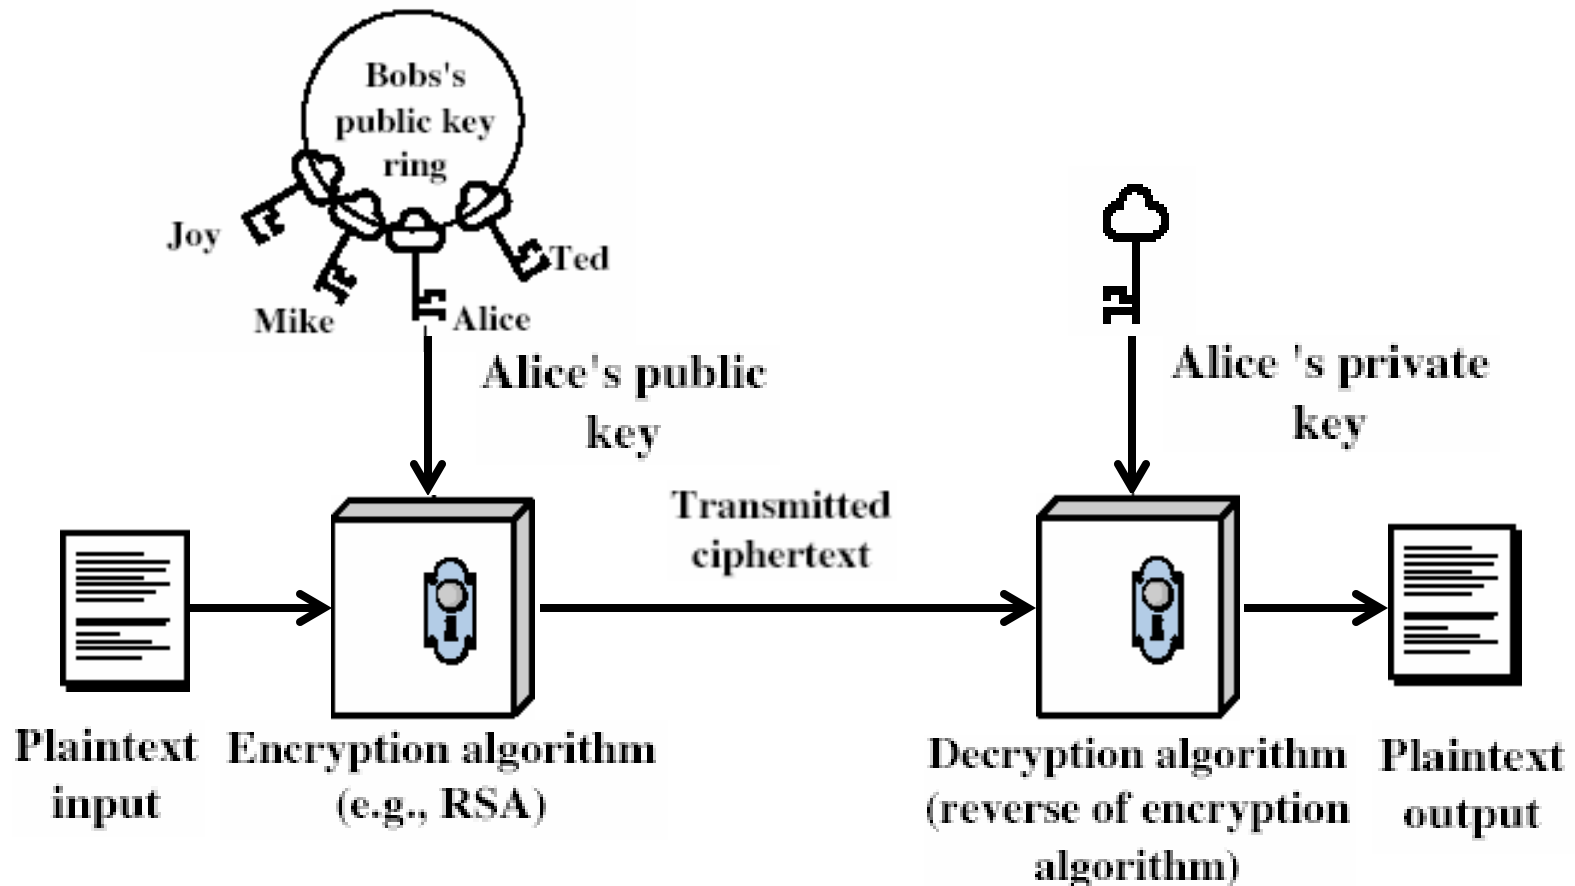 Bobs's
public key
ring
Joy
Ted
Mike
Alice
Alice's public
key
Alice 's private
key
Transmitted
ciphertext
Plaintext
input
Encryption algorithm
(e.g., RSA)
Decryption algorithm
(reverse of encryption
algorithm)
Plaintext
output